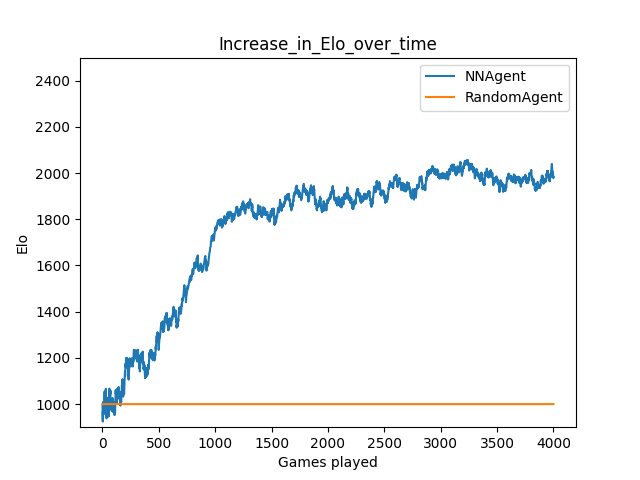 Increase_in_Elo_over_time
NNAgent
RandomAgent
Elo
2400
2200
2000
1800
1600
1400
1200
1000
0 500 1000 1500 2000 2500 3000 3500 4000
Games played